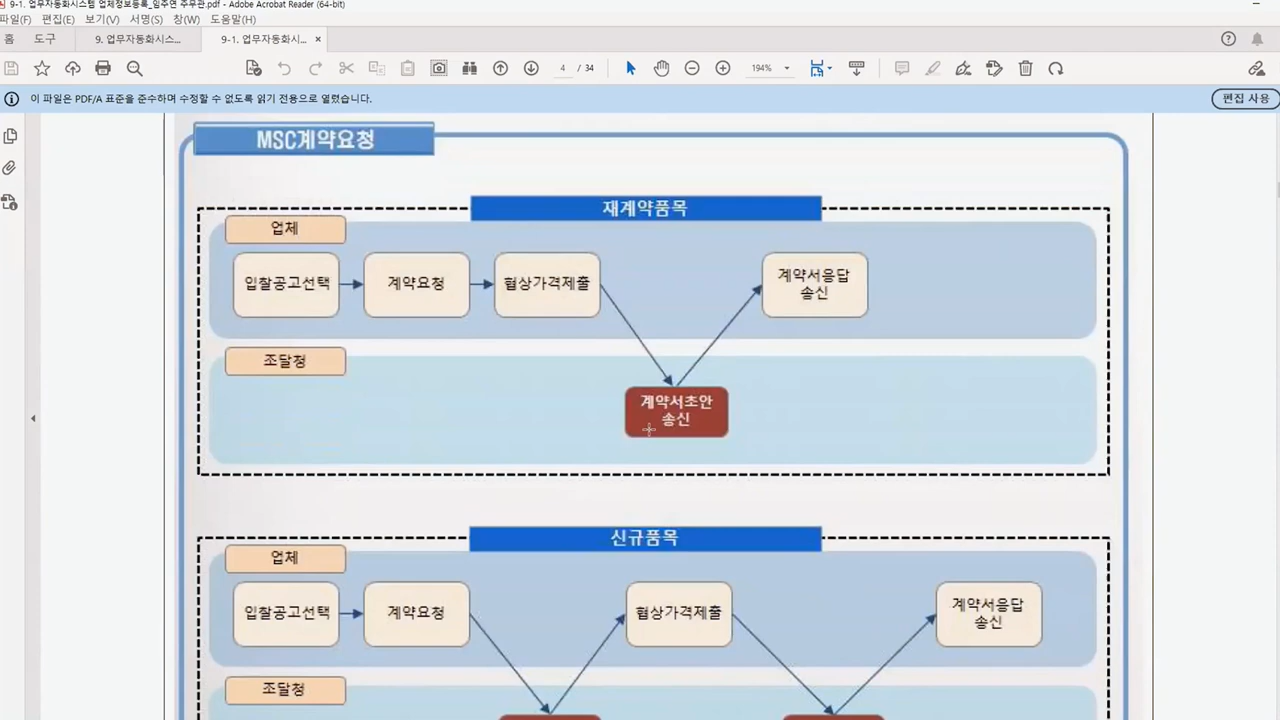 9-1. 업무자동화시스템 업체정보등록_임주연 주무관.pdf - Adobe Acrobat Reader (64-bit)
파일(F) 편집(E) 보기(V) 서명(S) 창(W) 도움말(H)
홈 도구 9. 업무자동화시스... 9-1. 업무자동화시... ×
4 / 34 194%
이 파일은 PDF/A 표준을 준수하며 수정할 수 없도록 읽기 전용으로 열렸습니다. 편집 사용
MSC계약요청
재계약품목
업체
입찰공고선택 계약요청 협상가격제출 계약서응답
송신
조달청
계약서초안
송신
신규품목
업체
입찰공고선택 계약요청 협상가격제출 계약서응답
송신
조달청